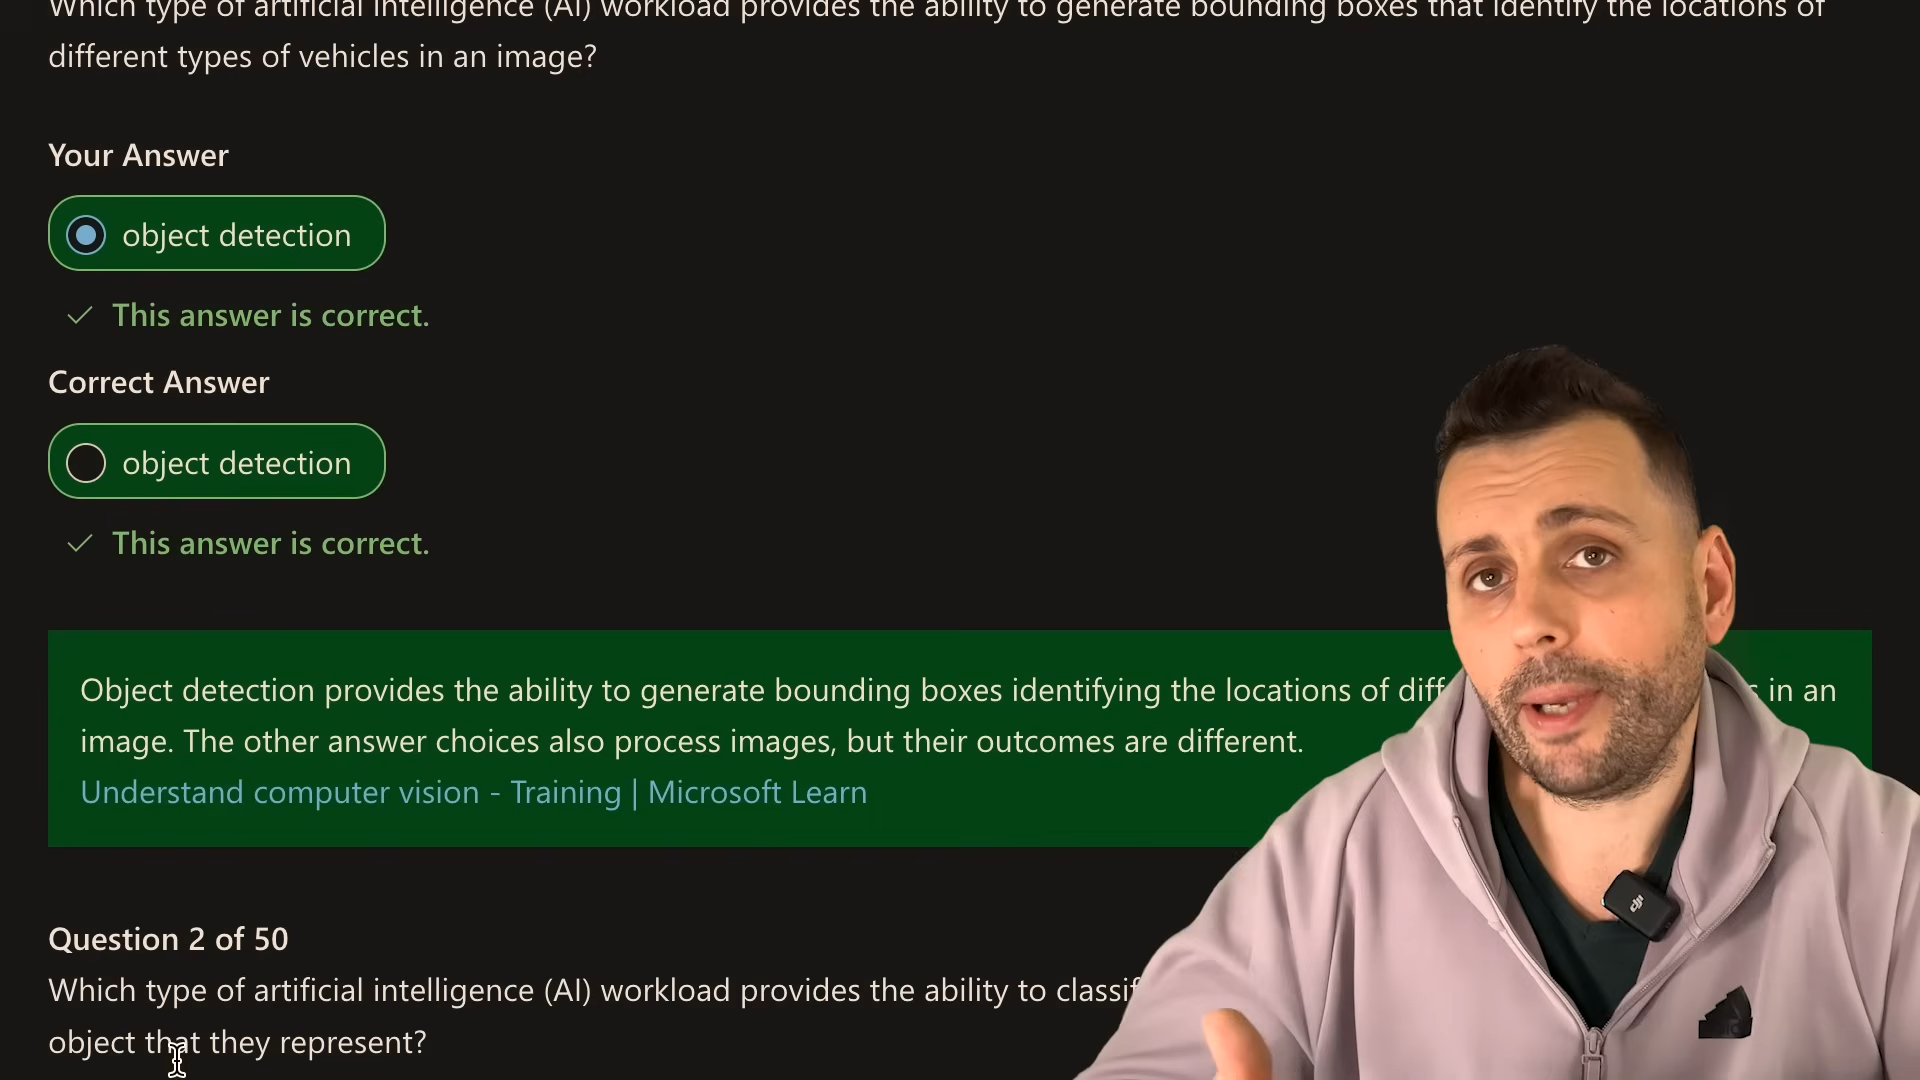 Which type of artificial intelligence (AI) workload provides the ability to generate bounding boxes that identify the locations of
different types of vehicles in an image?
Your Answer
object detection
This answer is correct.
Correct Answer
object detection
This answer is correct.
Object detection provides the ability to generate bounding boxes identifying the locations of in an
image. The other answer choices also process images, but their outcomes are different.
Understand computer vision - Training | Microsoft Learn
Question 2 of 50
Which type of artificial intelligence (AI) workload provides the ability to
object that they represent?
dji